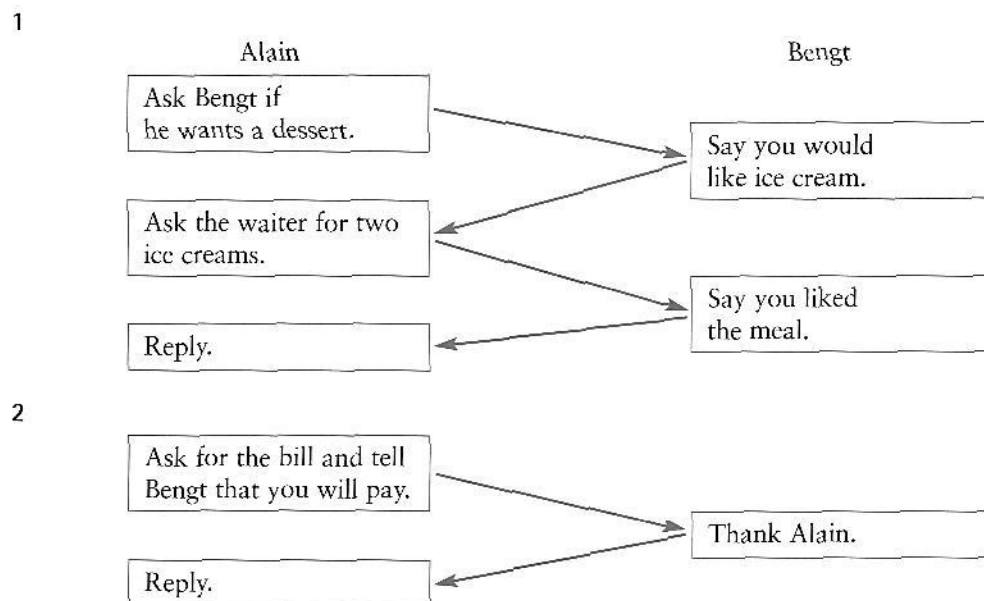 1
Alain
Bengt
Ask Bengt if
he wants a dessert.
Say you would
like ice cream.
Ask the waiter for two
ice creams.
Say you liked
the meal.
Reply.
2
Ask for the bill and tell
Bengt that you will pay.
Thank Alain.
Reply.